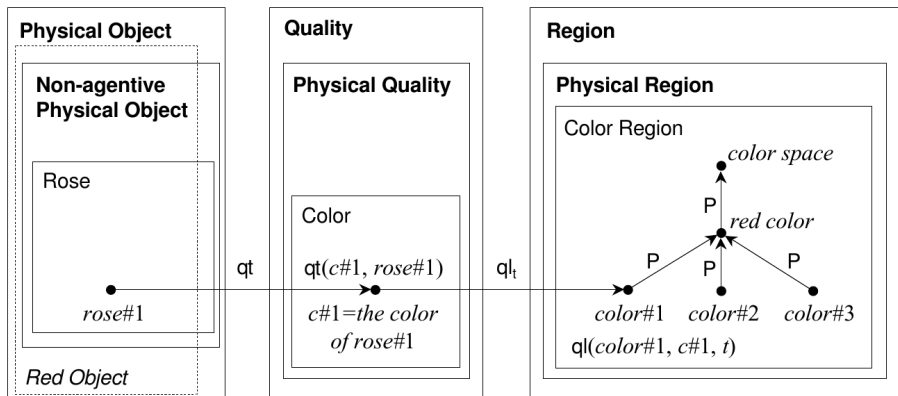 Physical Object
Non-agentive
Physical Object
Rose
rose#1
Red Object
qt
Quality
Physical Quality
Color
qt(c#1, rose#1)
c#1=the color
of rose#1
ql_t
Region
Physical Region
Color Region
color space
P
red color
P
P
P
color#1
color#2
color#3
ql(color#1, c#1, t)